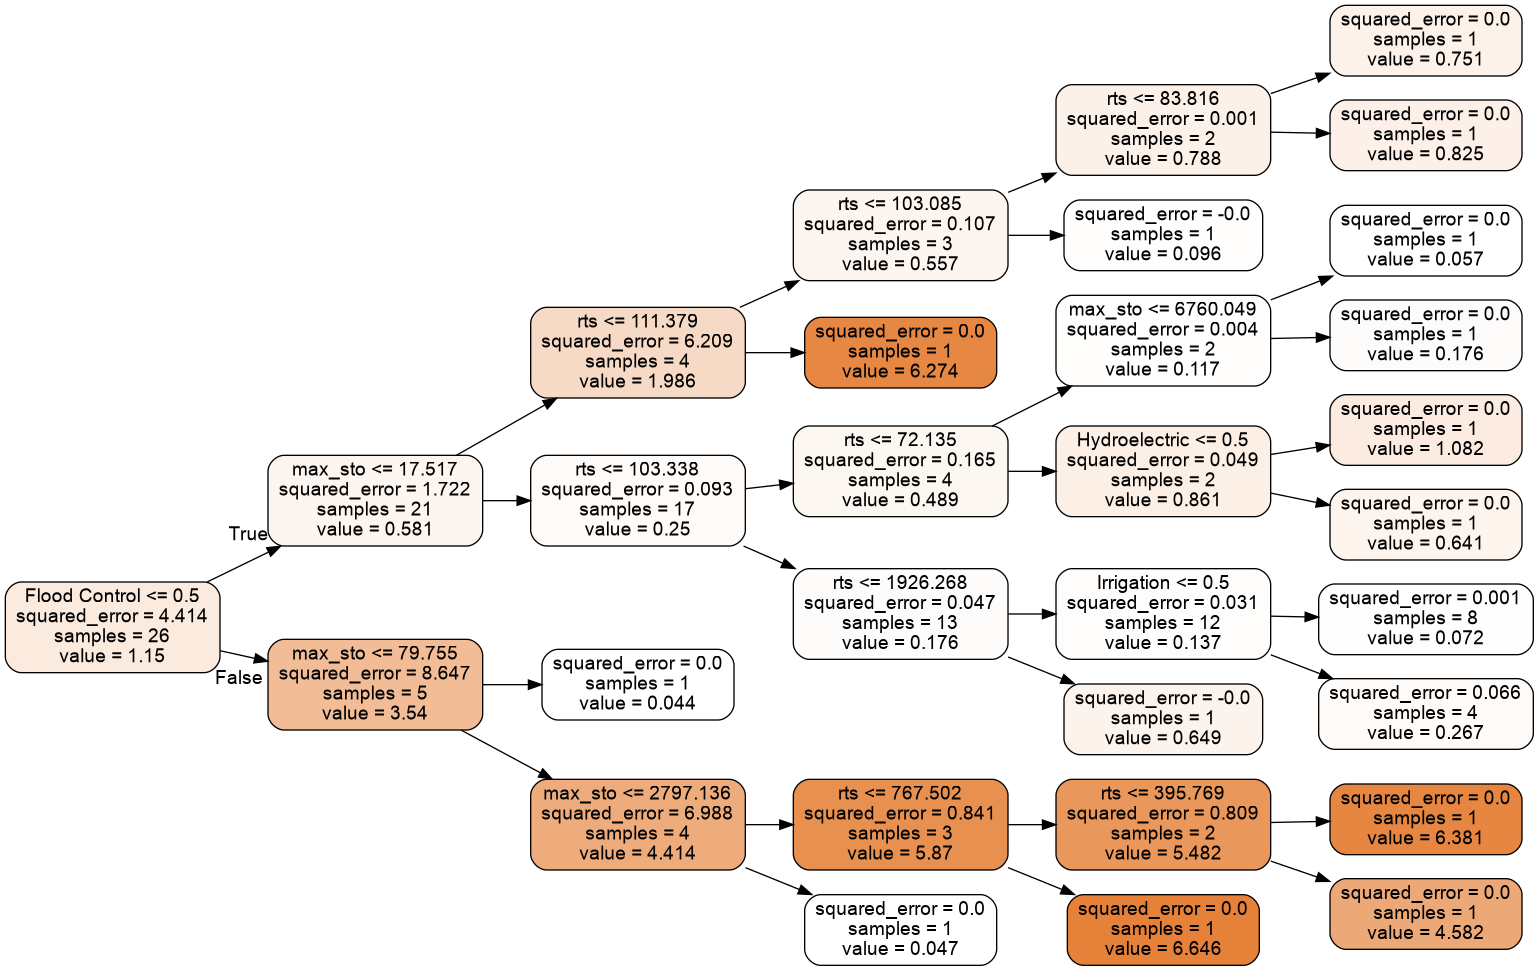 Flood Control <= 0.5
squared_error = 4.414
samples = 26
value = 1.15
True
False
max_sto <= 17.517
squared_error = 1.722
samples = 21
value = 0.581
max_sto <= 79.755
squared_error = 8.647
samples = 5
value = 3.54
rts <= 111.379
squared_error = 6.209
samples = 4
value = 1.986
rts <= 103.338
squared_error = 0.093
samples = 17
value = 0.25
squared_error = 0.0
samples = 1
value = 0.044
max_sto <= 2797.136
squared_error = 6.988
samples = 4
value = 4.414
rts <= 103.085
squared_error = 0.107
samples = 3
value = 0.557
squared_error = 0.0
samples = 1
value = 6.274
rts <= 72.135
squared_error = 0.165
samples = 4
value = 0.489
rts <= 1926.268
squared_error = 0.047
samples = 13
value = 0.176
rts <= 767.502
squared_error = 0.841
samples = 3
value = 5.87
squared_error = 0.0
samples = 1
value = 0.047
rts <= 83.816
squared_error = 0.001
samples = 2
value = 0.788
squared_error = -0.0
samples = 1
value = 0.096
max_sto <= 6760.049
squared_error = 0.004
samples = 2
value = 0.117
Hydroelectric <= 0.5
squared_error = 0.049
samples = 2
value = 0.861
Irrigation <= 0.5
squared_error = 0.031
samples = 12
value = 0.137
squared_error = -0.0
samples = 1
value = 0.649
rts <= 395.769
squared_error = 0.809
samples = 2
value = 5.482
squared_error = 0.0
samples = 1
value = 6.646
squared_error = 0.0
samples = 1
value = 0.751
squared_error = 0.0
samples = 1
value = 0.825
squared_error = 0.0
samples = 1
value = 0.057
squared_error = 0.0
samples = 1
value = 0.176
squared_error = 0.0
samples = 1
value = 1.082
squared_error = 0.0
samples = 1
value = 0.641
squared_error = 0.001
samples = 8
value = 0.072
squared_error = 0.066
samples = 4
value = 0.267
squared_error = 0.0
samples = 1
value = 6.381
squared_error = 0.0
samples = 1
value = 4.582